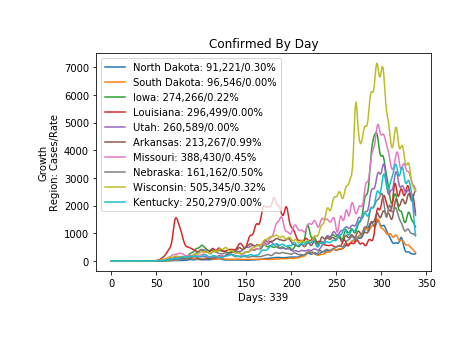 Confirmed By Day
Growth
Region: Cases/Rate
7000
6000
5000
4000
3000
2000
1000
0
North Dakota: 91,221/0.30%
South Dakota: 96,546/0.00%
Iowa: 274,266/0.22%
Louisiana: 296,499/0.00%
Utah: 260,589/0.00%
Arkansas: 213,267/0.99%
Missouri: 388,430/0.45%
Nebraska: 161,162/0.50%
Wisconsin: 505,345/0.32%
Kentucky: 250,279/0.00%
0 50 100 150 200 250 300 350
Days: 339